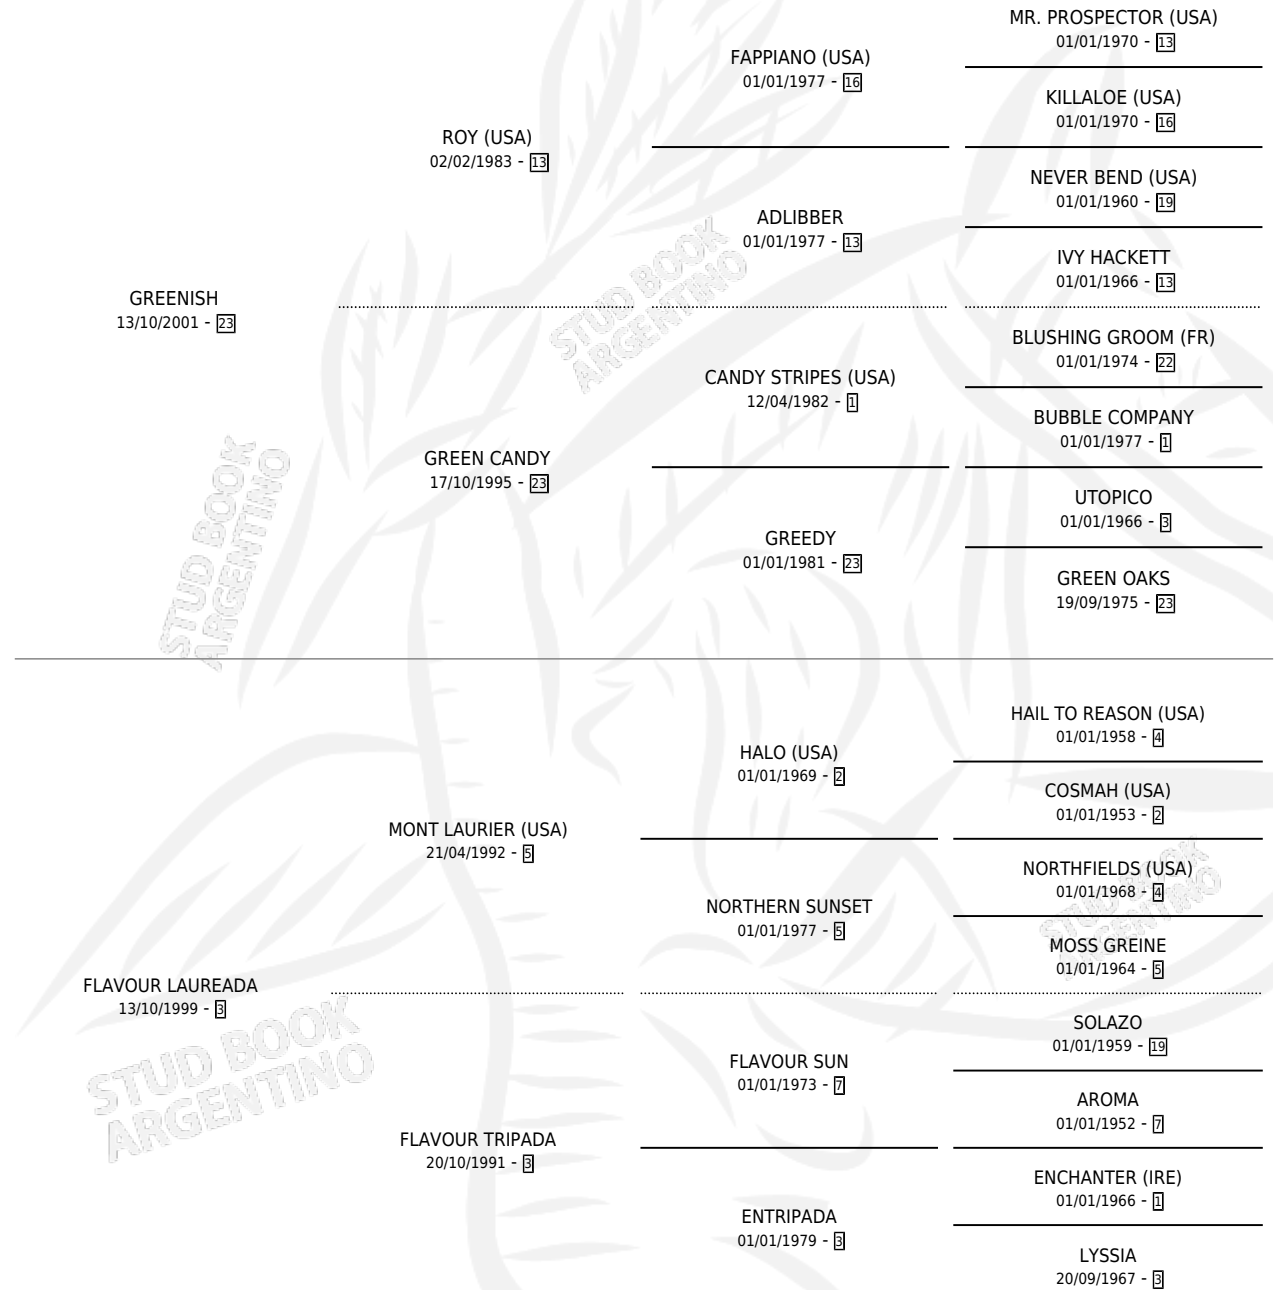 MR. PROSPECTOR (USA)
01/01/1970 - 13
FAPPIANO (USA)
01/01/1977 - 16
KILLALOE (USA)
01/01/1970 - 16
ROY (USA)
02/02/1983 - 13
NEVER BEND (USA)
01/01/1960 - 19
ADLIBBER
01/01/1977 - 13
IVY HACKETT
01/01/1966 - 13
GREENISH
13/10/2001 - 23
BLUSHING GROOM (FR)
01/01/1974 - 22
CANDY STRIPES (USA)
12/04/1982 - 1
BUBBLE COMPANY
01/01/1977 - 1
GREEN CANDY
17/10/1995 - 23
UTOPICO
01/01/1966 - 3
GREEDY
01/01/1981 - 23
GREEN OAKS
19/09/1975 - 23
STUD BOOK
ARGENTINO
STUD BOOK
ARGENTINO
HAIL TO REASON (USA)
01/01/1958 - 4
HALO (USA)
01/01/1969 - 2
COSMAH (USA)
01/01/1953 - 2
MONT LAURIER (USA)
21/04/1992 - 5
NORTHFIELDS (USA)
01/01/1968 - 4
NORTHERN SUNSET
01/01/1977 - 5
MOSS GREINE
01/01/1964 - 5
STUD BOOK
ARGENTINO
FLAVOUR LAUREADA
13/10/1999 - 3
SOLAZO
01/01/1959 - 19
FLAVOUR SUN
01/01/1973 - 7
AROMA
01/01/1952 - 7
STUD BOOK
ARGENTINO
FLAVOUR TRIPADA
20/10/1991 - 3
ENCHANTER (IRE)
01/01/1966 - 1
ENTRIPADA
01/01/1979 - 3
LYSSIA
20/09/1967 - 3